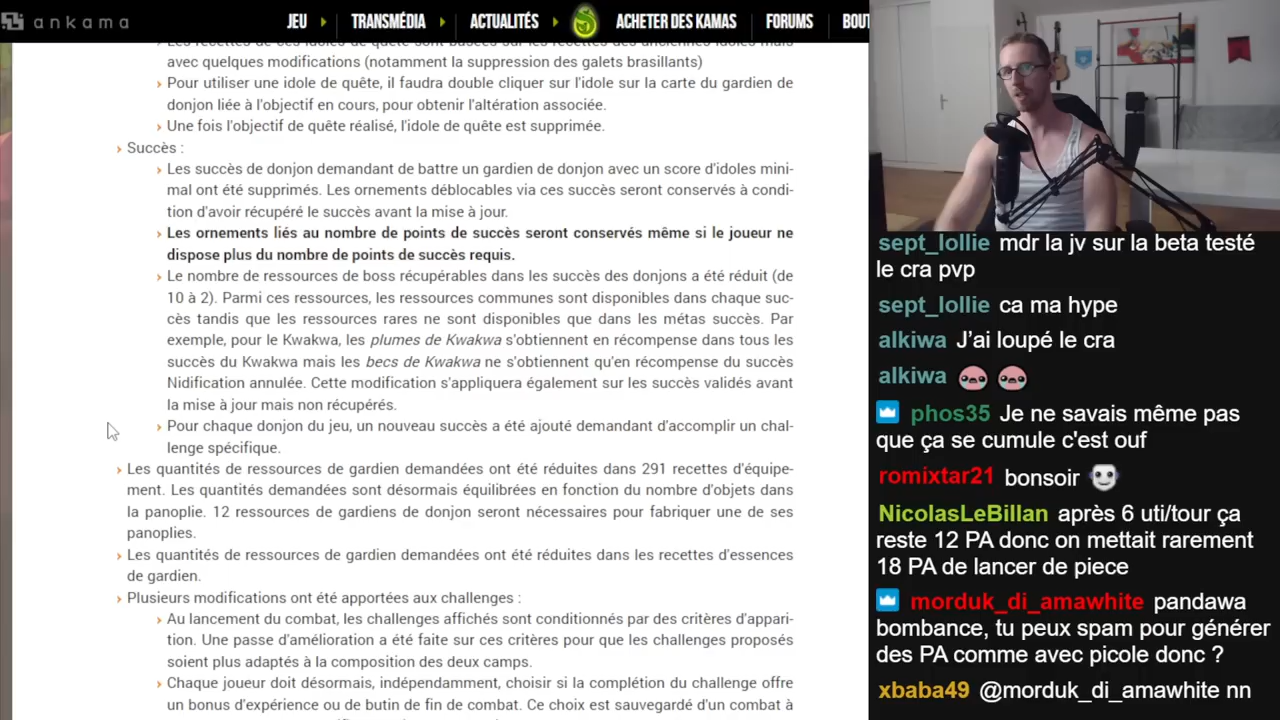 ankama
JEU
TRANSMÉDIA
ACTUALITÉS
ACHETER DES KAMAS
FORUMS
BOUT
Les recettes de ces idoles de quête sont basées sur les recettes des anciennes idoles mais
avec quelques modifications (notamment la suppression des galets brasillants)
Pour utiliser une idole de quête, il faudra double cliquer sur l'idole sur la carte du gardien de
donjon liée à l'objectif en cours, pour obtenir l'altération associée.
Une fois l'objectif de quête réalisé, l'idole de quête est supprimée.
Succès :
Les succès de donjon demandant de battre un gardien de donjon avec un score d'idoles mini-
mal ont été supprimés. Les ornements déblocables via ces succès seront conservés à condi-
tion d'avoir récupéré le succès avant la mise à jour.
Les ornements liés au nombre de points de succès seront conservés même si le joueur ne
dispose plus du nombre de points de succès requis.
Le nombre de ressources de boss récupérables dans les succès des donjons a été réduit (de
10 à 2). Parmi ces ressources, les ressources communes sont disponibles dans chaque suc-
cès tandis que les ressources rares ne sont disponibles que dans les métas succès. Par
exemple, pour le Kwakwa, les plumes de Kwakwa s'obtiennent en récompense dans tous les
succès du Kwakwa mais les becs de Kwakwa ne s'obtiennent qu'en récompense du succès
Nidification annulée. Cette modification s'appliquera également sur les succès validés avant
la mise à jour mais non récupérés.
Pour chaque donjon du jeu, un nouveau succès a été ajouté demandant d'accomplir un chal-
lenge spécifique.
Les quantités de ressources de gardien demandées ont été réduites dans 291 recettes d'équipe-
ment. Les quantités demandées sont désormais équilibrées en fonction du nombre d'objets dans
la panoplie. 12 ressources de gardiens de donjon seront nécessaires pour fabriquer une de ses
panoplies.
Les quantités de ressources de gardien demandées ont été réduites dans les recettes d'essences
de gardien.
Plusieurs modifications ont été apportées aux challenges :
Au lancement du combat, les challenges affichés sont conditionnés par des critères d'appari-
tion. Une passe d'amélioration a été faite sur ces critères pour que les challenges proposés
soient plus adaptés à la composition des deux camps.
Chaque joueur doit désormais, indépendamment, choisir si la complétion du challenge offre
un bonus d'expérience ou de butin de fin de combat. Ce choix est sauvegardé d'un combat à
sept_lollie mdr la jv sur la beta testé
le cra pvp
sept_lollie ca ma hype
alkiwa J'ai loupé le cra
alkiwa
phos35 Je ne savais même pas
que ça se cumule c'est ouf
romixtar21 bonsoir
NicolasLeBillan après 6 uti/tour ça
reste 12 PA donc on mettait rarement
18 PA de lancer de piece
morduk_di_amawhite pandawa
bombance, tu peux spam pour générer
des PA comme avec picole donc ?
xbaba49 @morduk_di_amawhite nn